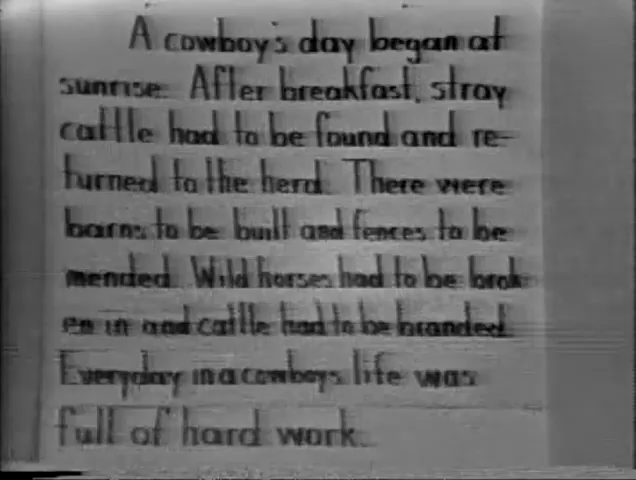 A cowboy's day began at
sunrise. After breakfast, stray
cattle had to be found and re-
turned to the herd. There were
barns to be built and fences to be
mended. Wild horses had to be brok-
en in and cattle had to be branded.
Everyday in a cowboys life was
full of hard work.